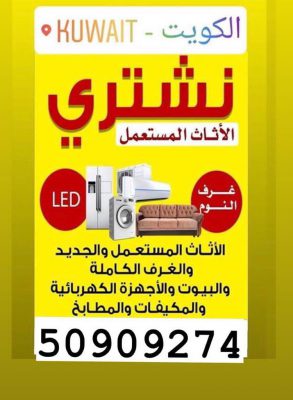 الكويت - KUWAIT
نشتري
الأثاث المستعمل
LED
غرف
النوم
الأثاث المستعمل والجديد
والغرف الكاملة
والبيوت والأجهزة الكهربائية
والمكيفات والمطابخ
50909274